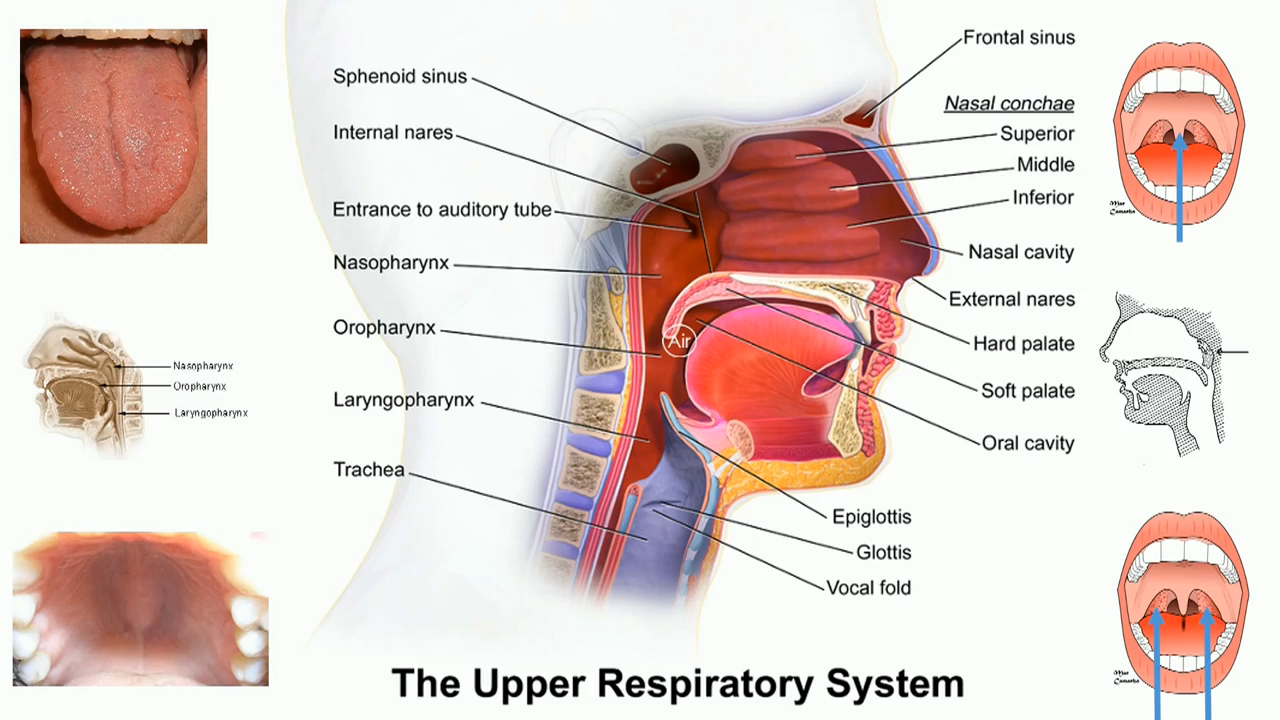 Sphenoid sinus
Internal nares
Entrance to auditory tube
Nasopharynx
Oropharynx
Laryngopharynx
Trachea
Air
Frontal sinus
Nasal conchae
Superior
Middle
Inferior
Nasal cavity
External nares
Hard palate
Soft palate
Oral cavity
Epiglottis
Glottis
Vocal fold
Nasopharynx
Oropharynx
Laryngopharynx
The Upper Respiratory System